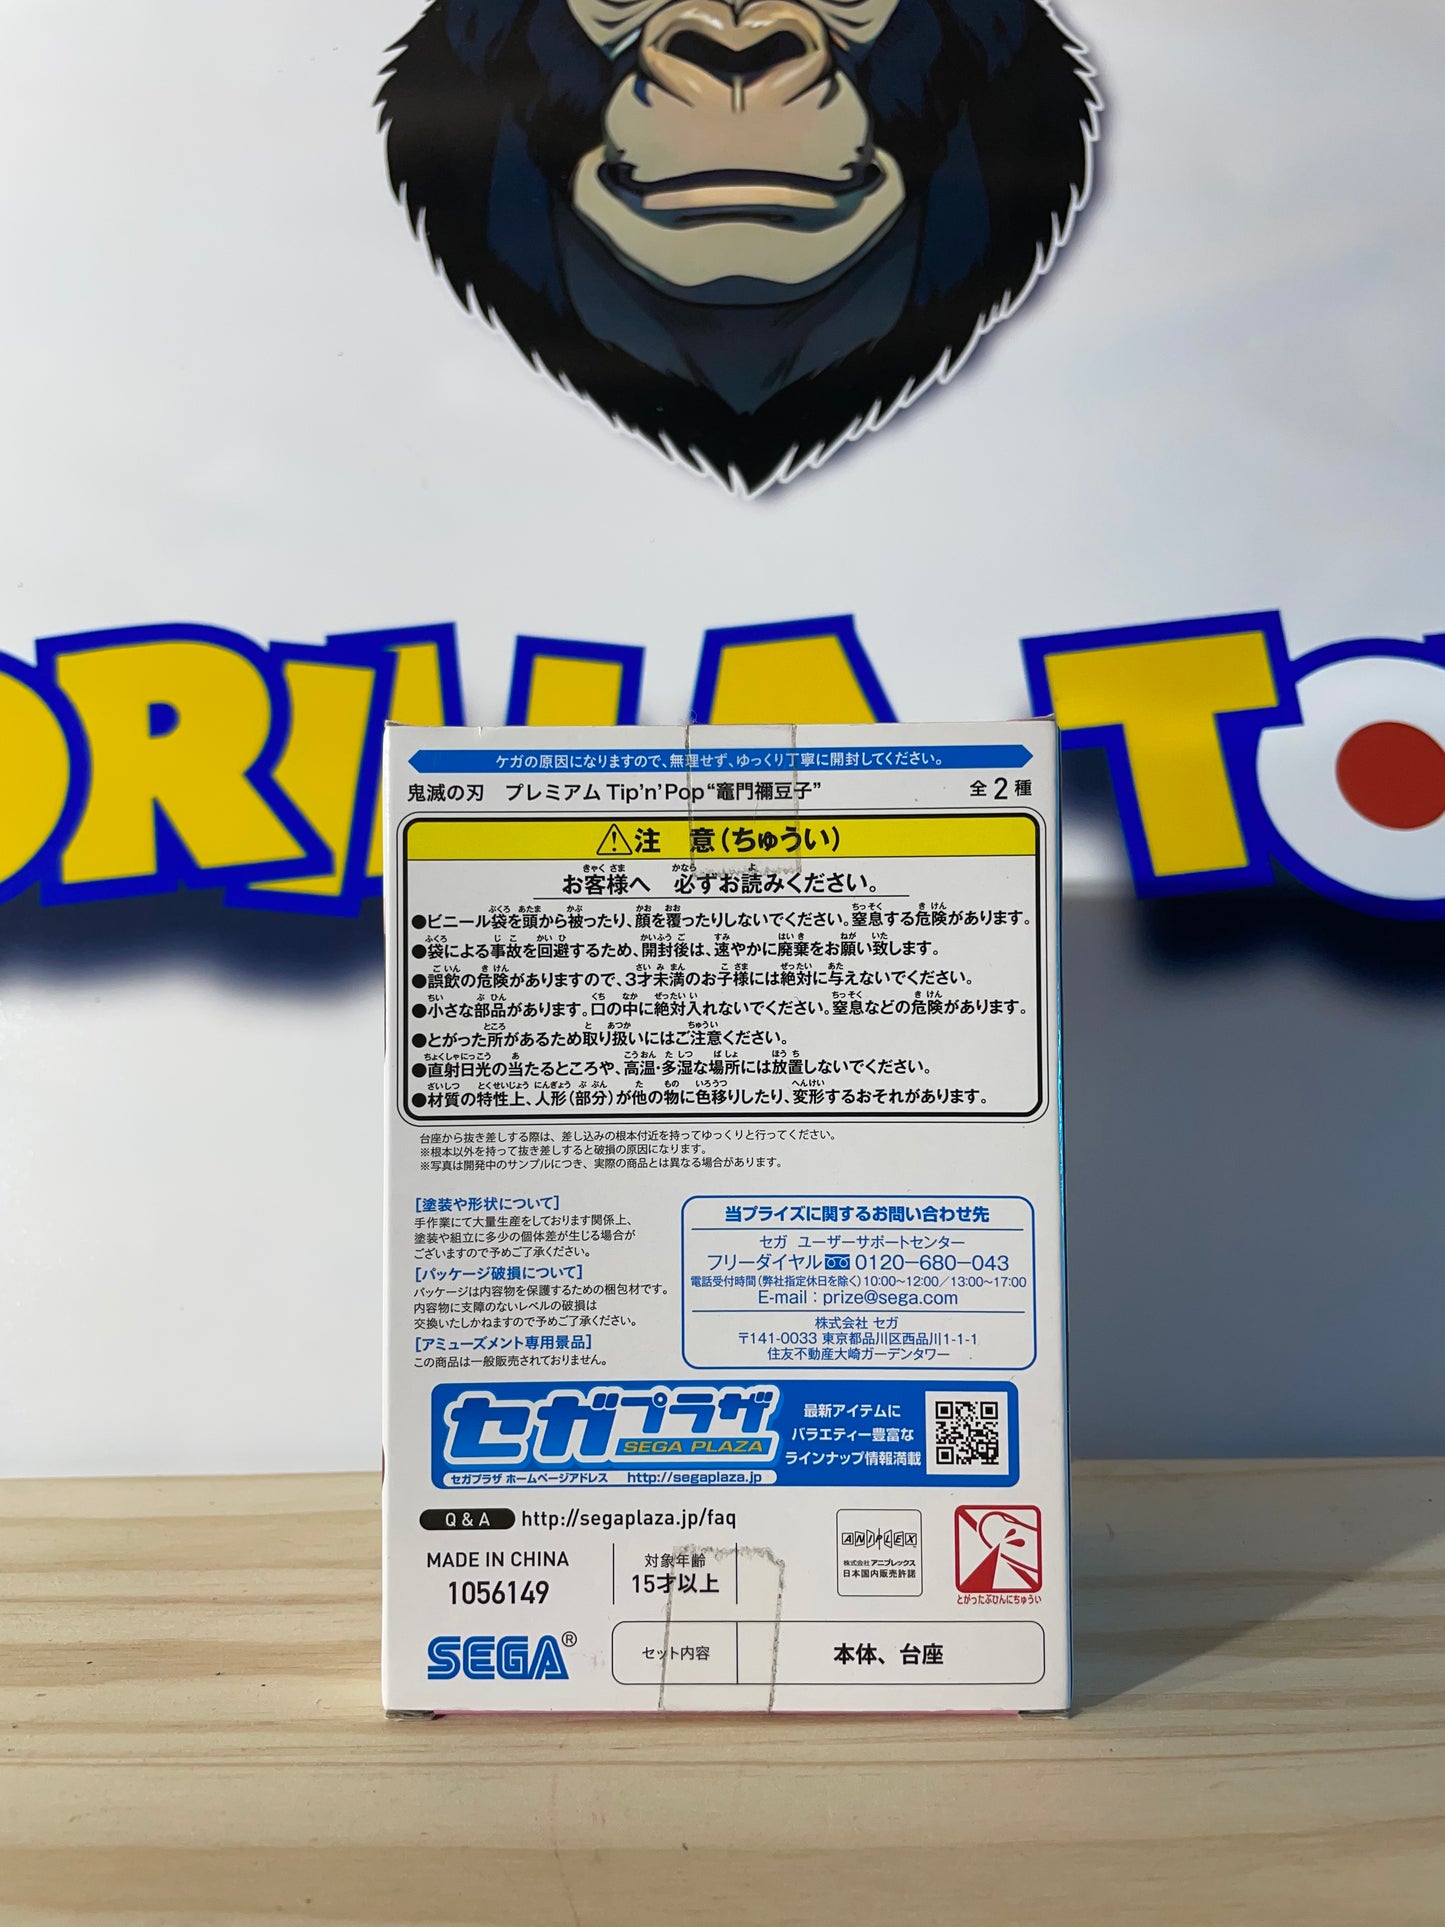 ORILLA TO
ケガの原因になりますので、無理せず、ゆっくり丁寧に開封してください。
鬼滅の刃 プレミアム Tip'n'Pop “竈門禰豆子” 全2種
⚠注 意(ちゅうい)
お客様へ 必ずお読みください。
●ビニール袋を頭から被ったり、顔を覆ったりしないでください。窒息する危険があります。
●袋による事故を回避するため、開封後は、速やかに廃棄をお願い致します。
●誤飲の危険がありますので、3才未満のお子様には絶対に与えないでください。
●小さな部品があります。口の中に絶対入れないでください。窒息などの危険があります。
●とがった所があるため取り扱いにはご注意ください。
●直射日光の当たるところや、高温・多湿な場所には放置しないでください。
●材質の特性上、人形(部分)が他の物に色移りしたり、変形するおそれがあります。
台座から抜き差しする際は、差し込みの根本付近を持ってゆっくりと行ってください。
※根本以外を持って抜き差しすると破損の原因になります。
※写真は開発中のサンプルにつき、実際の商品とは異なる場合があります。
[塗装や形状について]
手作業にて大量生産をしております関係上、
塗装や組立に多少の個体差が生じる場合が
ございますので予めご了承ください。
[パッケージ破損について]
パッケージは内容物を保護するための梱包材です。
内容物に支障のないレベルの破損は
交換いたしかねますので予めご了承ください。
[アミューズメント専用景品]
この商品は一般販売されておりません。
当プライズに関するお問い合わせ先
セガ ユーザーサポートセンター
フリーダイヤル 0120-680-043
電話受付時間(弊社指定休日を除く)10:00~12:00/13:00~17:00
E-mail:prize@sega.com
株式会社 セガ
〒141-0033 東京都品川区西品川1-1-1
住友不動産大崎ガーデンタワー
セガプラザ
SEGA PLAZA
セガプラザ ホームページアドレス http://segaplaza.jp
最新アイテムに
バラエティー豊富な
ラインナップ情報満載
Q & A http://segaplaza.jp/faq
MADE IN CHINA
1056149
対象年齢
15才以上
ANIPLEX
株式会社 アニプレックス
日本国内販売許諾
とがったぶひんにちゅうい
SEGA®
セット内容 本体、台座